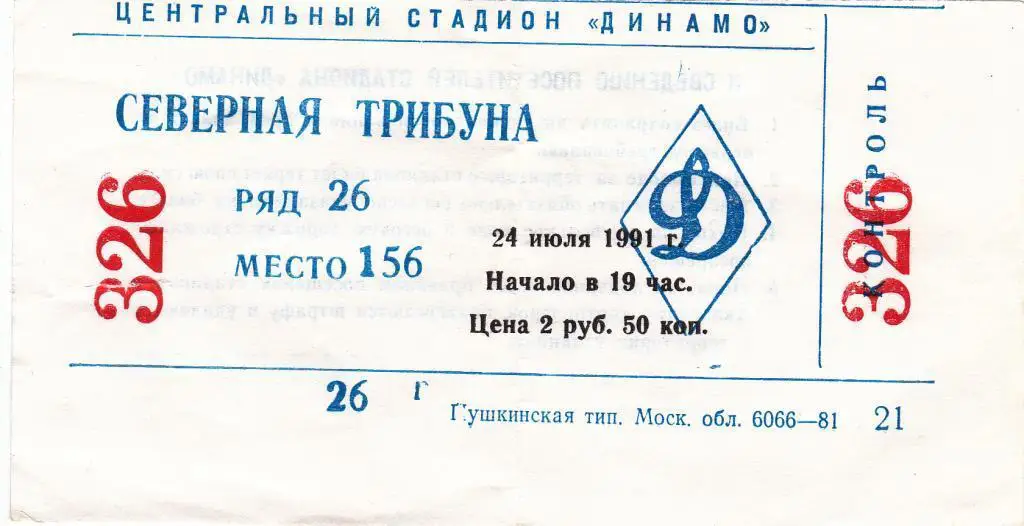 ЦЕНТРАЛЬНЫЙ СТАДИОН «ДИНАМО»
СЕВЕРНАЯ ТРИБУНА
326
РЯД 26
МЕСТО 156
Д
24 июля 1991 г.
Начало в 19 час.
Цена 2 руб. 50 коп.
КОНТРОЛЬ
326
26 Г
Пушкинская тип. Моск. обл. 6066—81 21